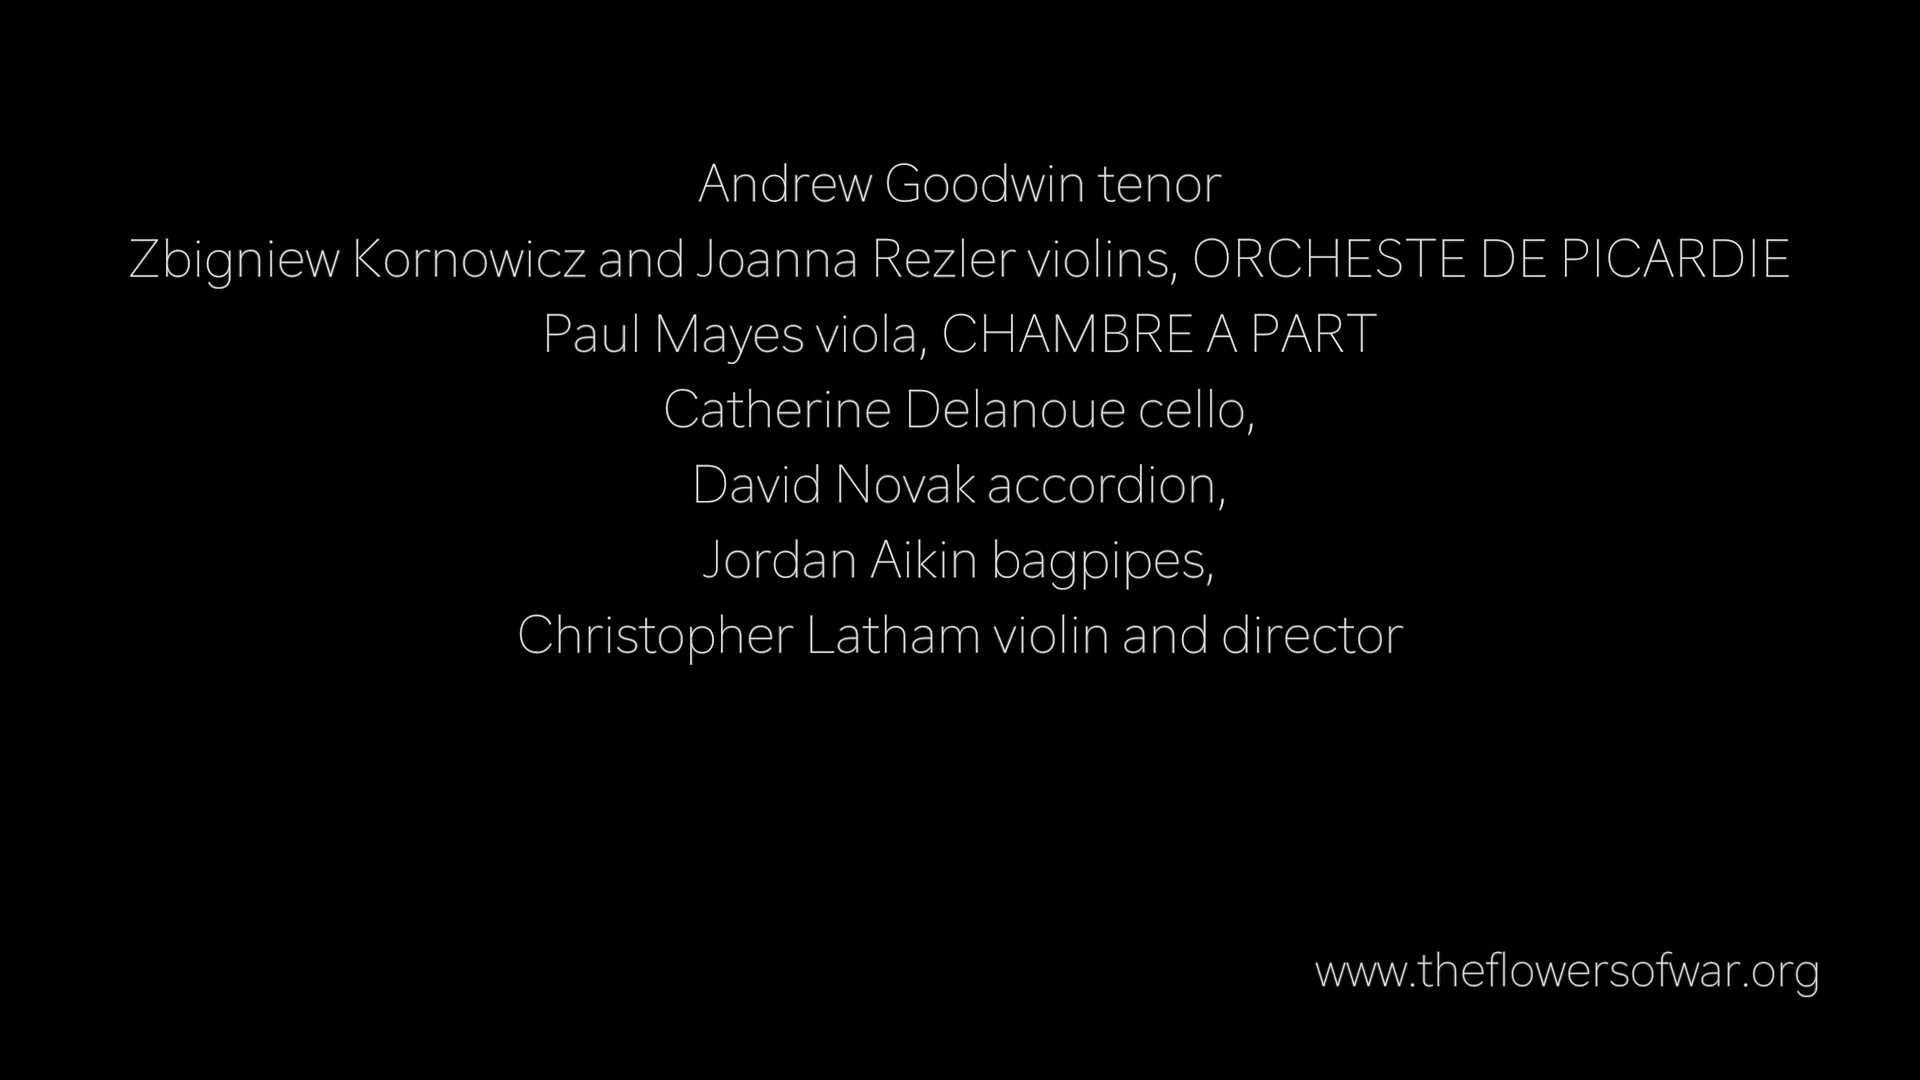 Andrew Goodwin tenor
Zbigniew Kornowicz and Joanna Rezler violins, ORCHESTE DE PICARDIE
Paul Mayes viola, CHAMBRE A PART
Catherine Delanoue cello,
David Novak accordion,
Jordan Aikin bagpipes,
Christopher Latham violin and director
www.theflowersofwar.org